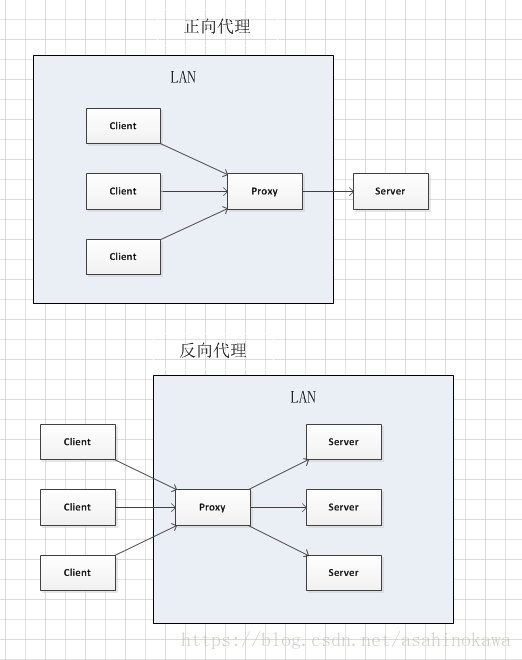 正向代理
LAN
Client
Client
Proxy
Server
Client
反向代理
LAN
Client
Server
Client
Proxy
Server
Client
Server
https://blog.csdn.net/asahinokawa